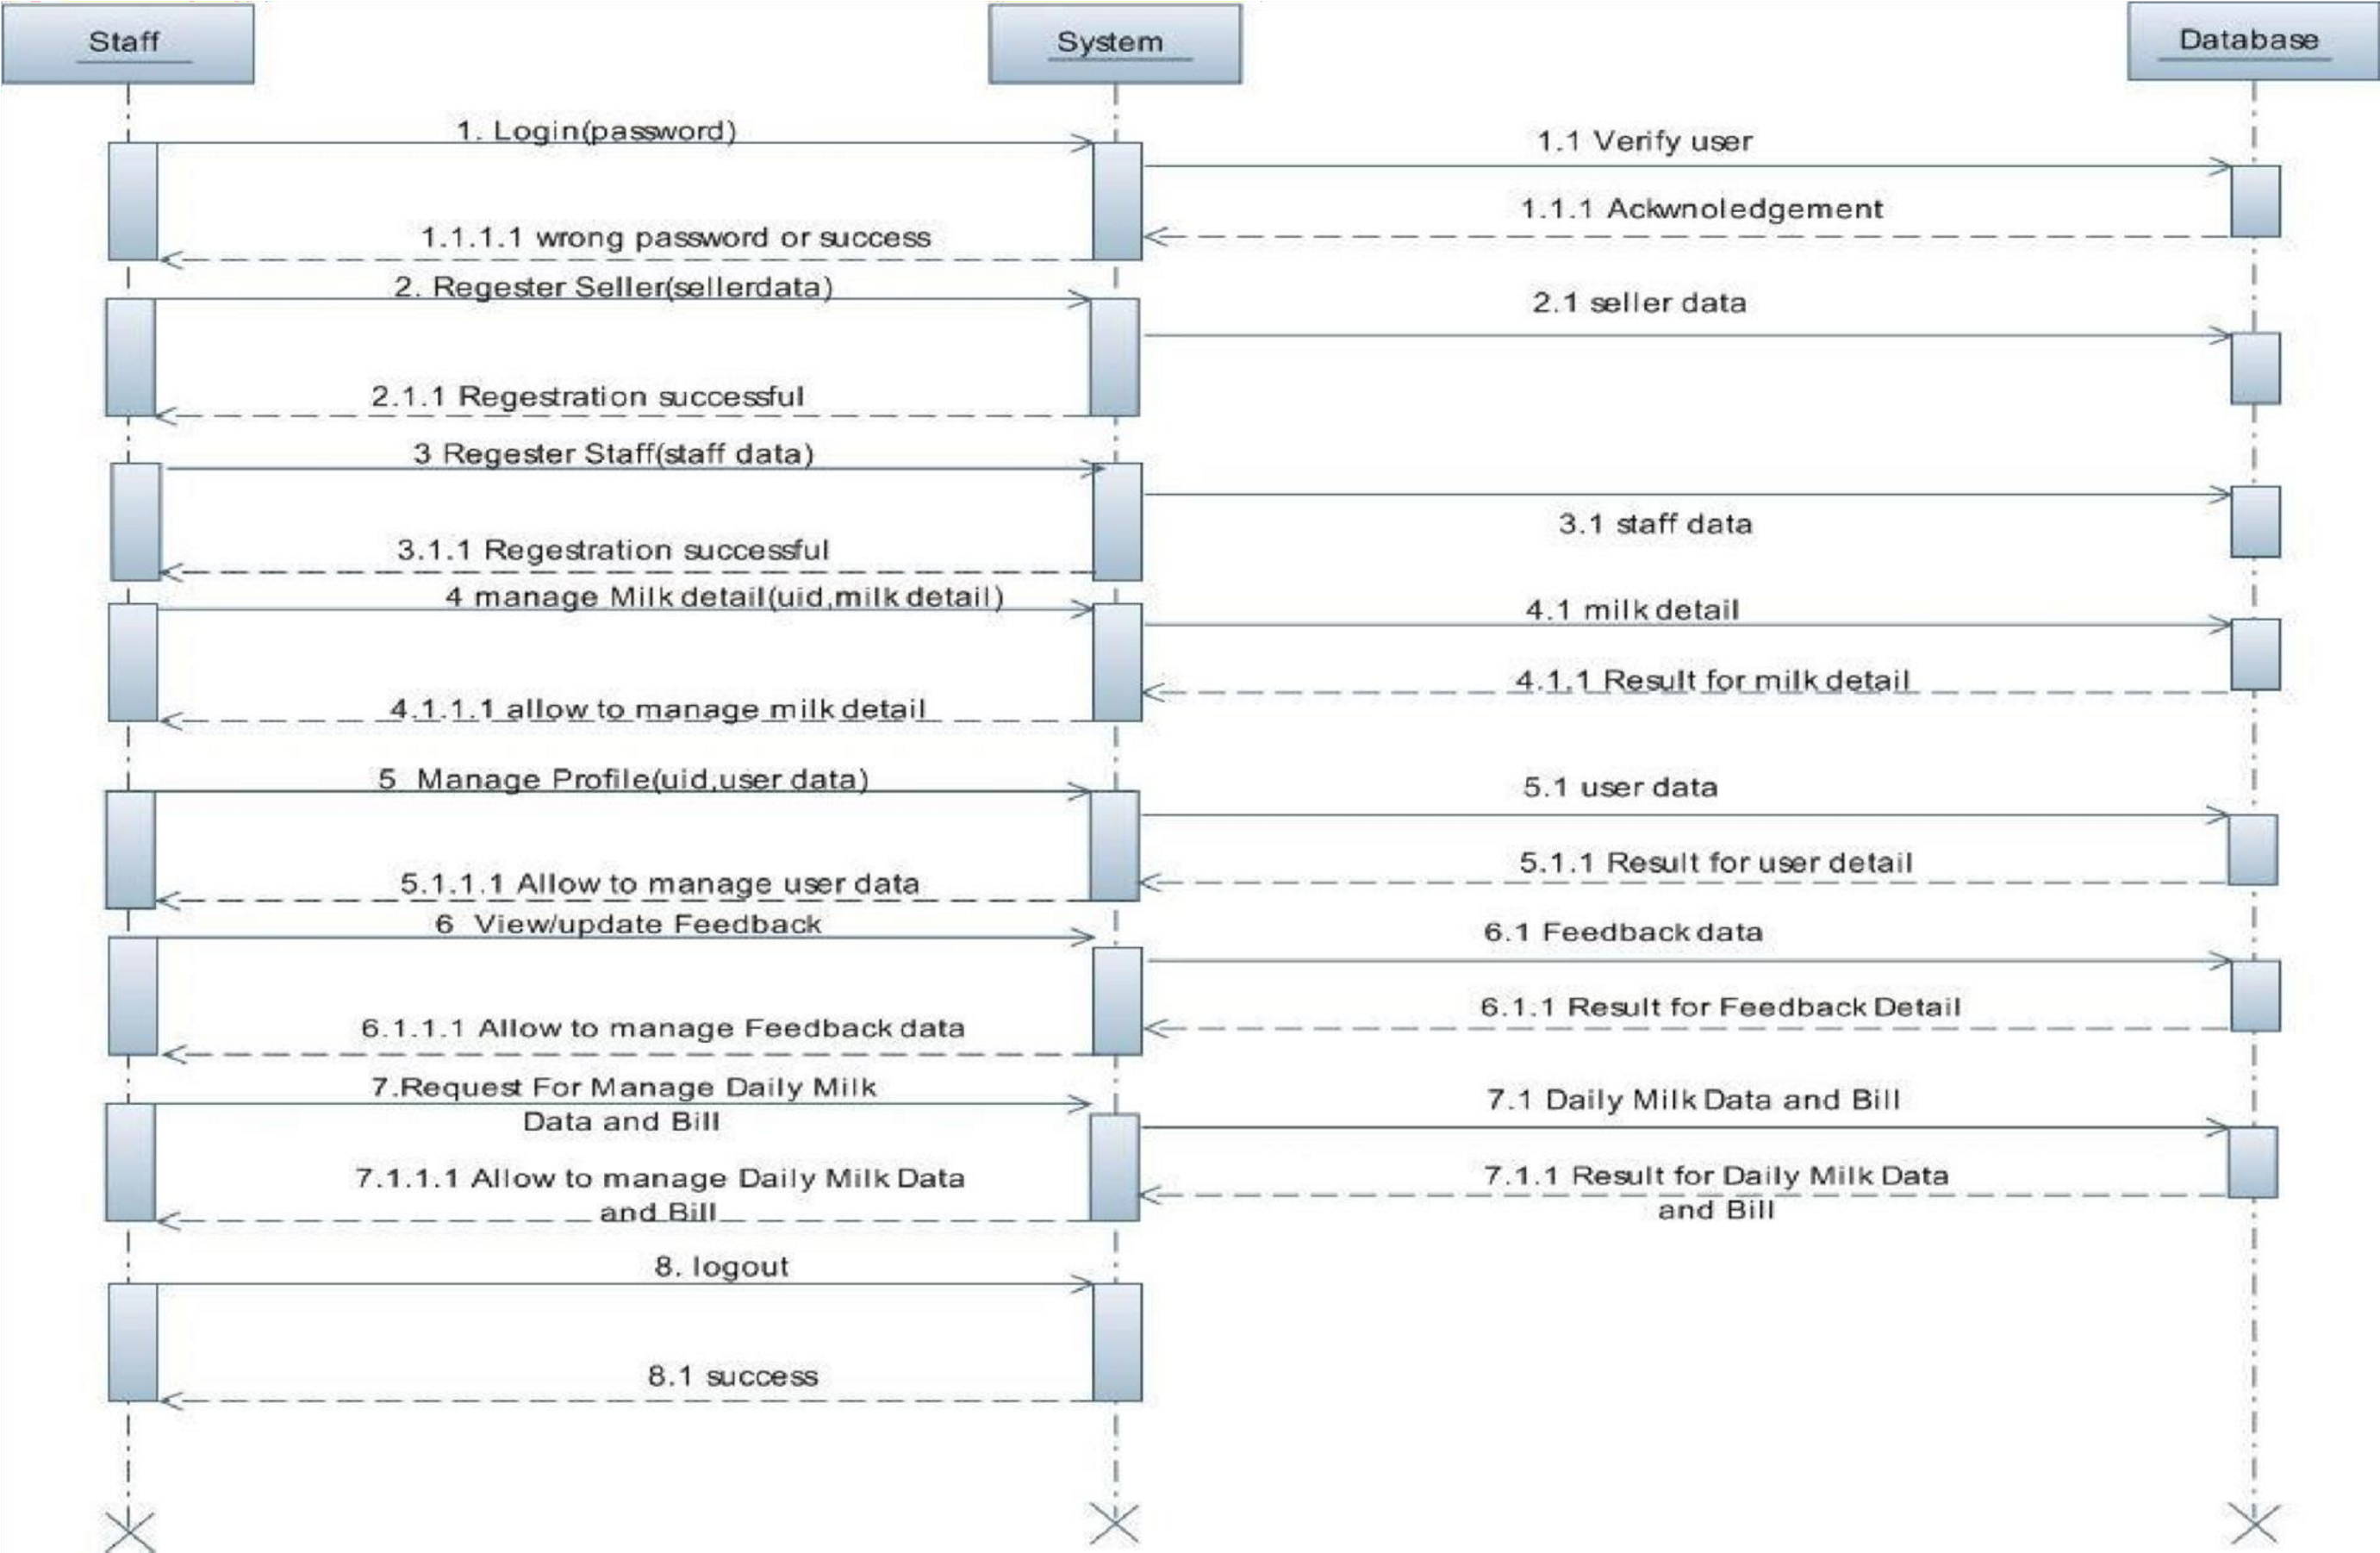 Staff
System
Database
1. Login(password)
1.1 Verify user
1.1.1 Ackwnoledgement
1.1.1.1 wrong password or success
2. Regester Seller(sellerdata)
2.1 seller data
2.1.1 Regestration successful
3 Regester Staff(staff data)
3.1 staff data
3.1.1 Regestration successful
4 manage Milk detail(uid,milk detail)
4.1 milk detail
4.1.1 Result for milk detail
4.1.1.1 allow to manage milk detail
5 Manage Profile(uid,user data)
5.1 user data
5.1.1 Result for user detail
5.1.1.1 Allow to manage user data
6 View/update Feedback
6.1 Feedback data
6.1.1 Result for Feedback Detail
6.1.1.1 Allow to manage Feedback data
7.Request For Manage Daily Milk
Data and Bill
7.1 Daily Milk Data and Bill
7.1.1 Result for Daily Milk Data
and Bill
7.1.1.1 Allow to manage Daily Milk Data
and Bill
8. logout
8.1 success